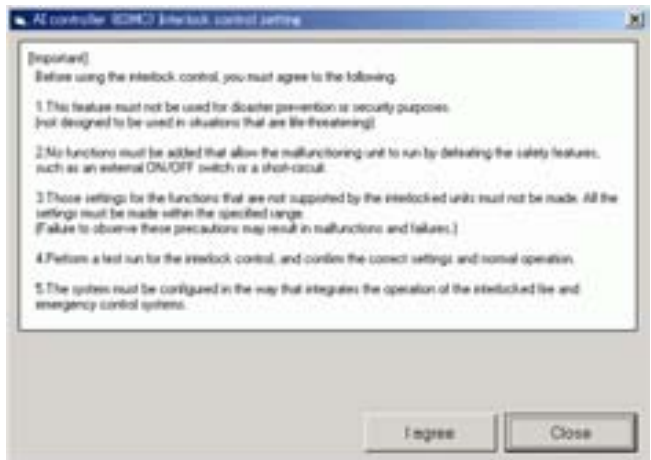 AI controller (IDMC) Interlock control setting
[Important]
Before using the interlock control, you must agree to the following.
1.This feature must not be used for disaster prevention or security purposes.
(not designed to be used in situations that are life-threatening)
2.No functions must be added that allow the malfunctioning unit to run by defeating the safety features,
such as an external ON/OFF switch or a short-circuit.
3.Those settings for the functions that are not supported by the interlocked units must not be made. All the
settings must be made within the specified range.
(Failure to observe these precautions may result in malfunctions and failures.)
4.Perform a test run for the interlock control, and confirm the correct settings and normal operation.
5.The system must be configured in the way that integrates the operation of the interlocked fire and
emergency control systems.
I agree
Close